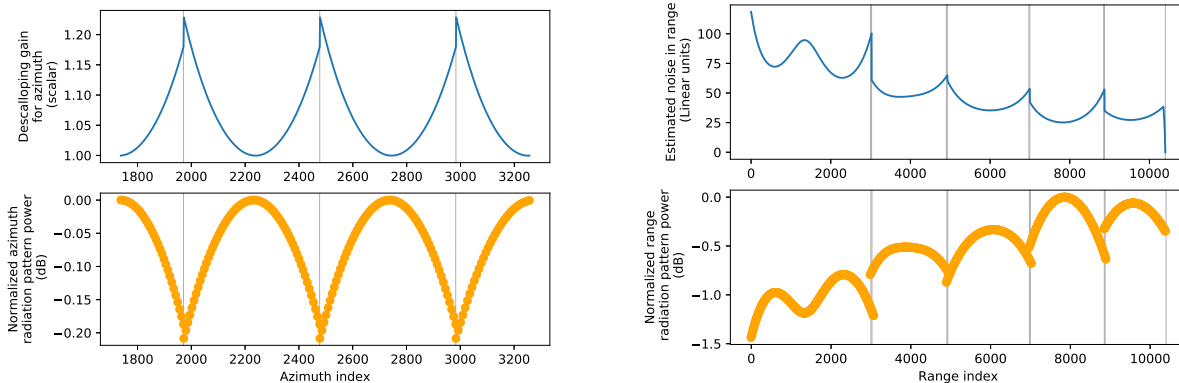 Descalloping gain
for azimuth
(scalar)
1.20
1.15
1.10
1.05
1.00
1800 2000 2200 2400 2600 2800 3000 3200
Normalized azimuth
radiation pattern power
(dB)
0.00
−0.05
−0.10
−0.15
−0.20
1800 2000 2200 2400 2600 2800 3000 3200
Azimuth index
Estimated noise in range
(Linear units)
100
75
50
25
0
0 2000 4000 6000 8000 10000
Normalized range
radiation pattern power
(dB)
0.0
−0.5
−1.0
−1.5
0 2000 4000 6000 8000 10000
Range index